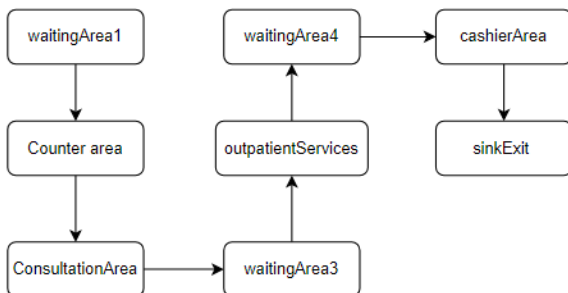 waitingArea1
Counter area
ConsultationArea
waitingArea3
outpatientServices
waitingArea4
cashierArea
sinkExit